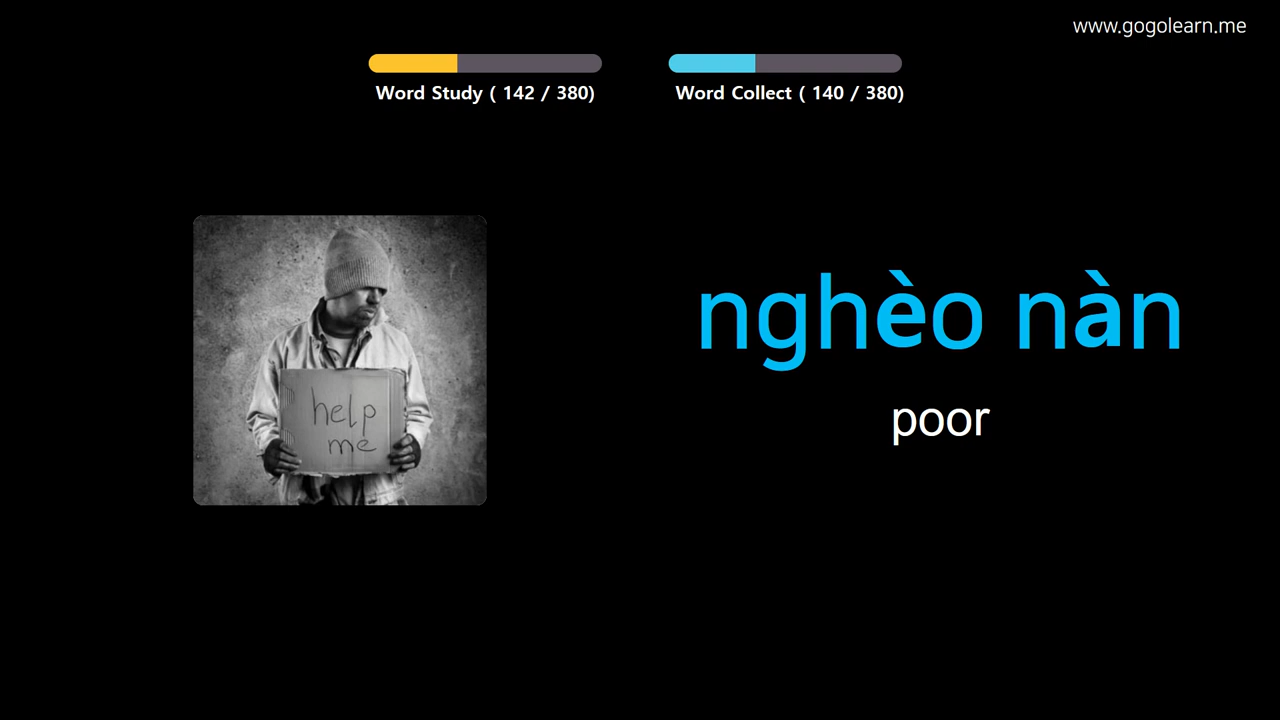 www.gogolearn.me
Word Study ( 142 / 380)
Word Collect ( 140 / 380)
help
me
nghèo nàn
poor